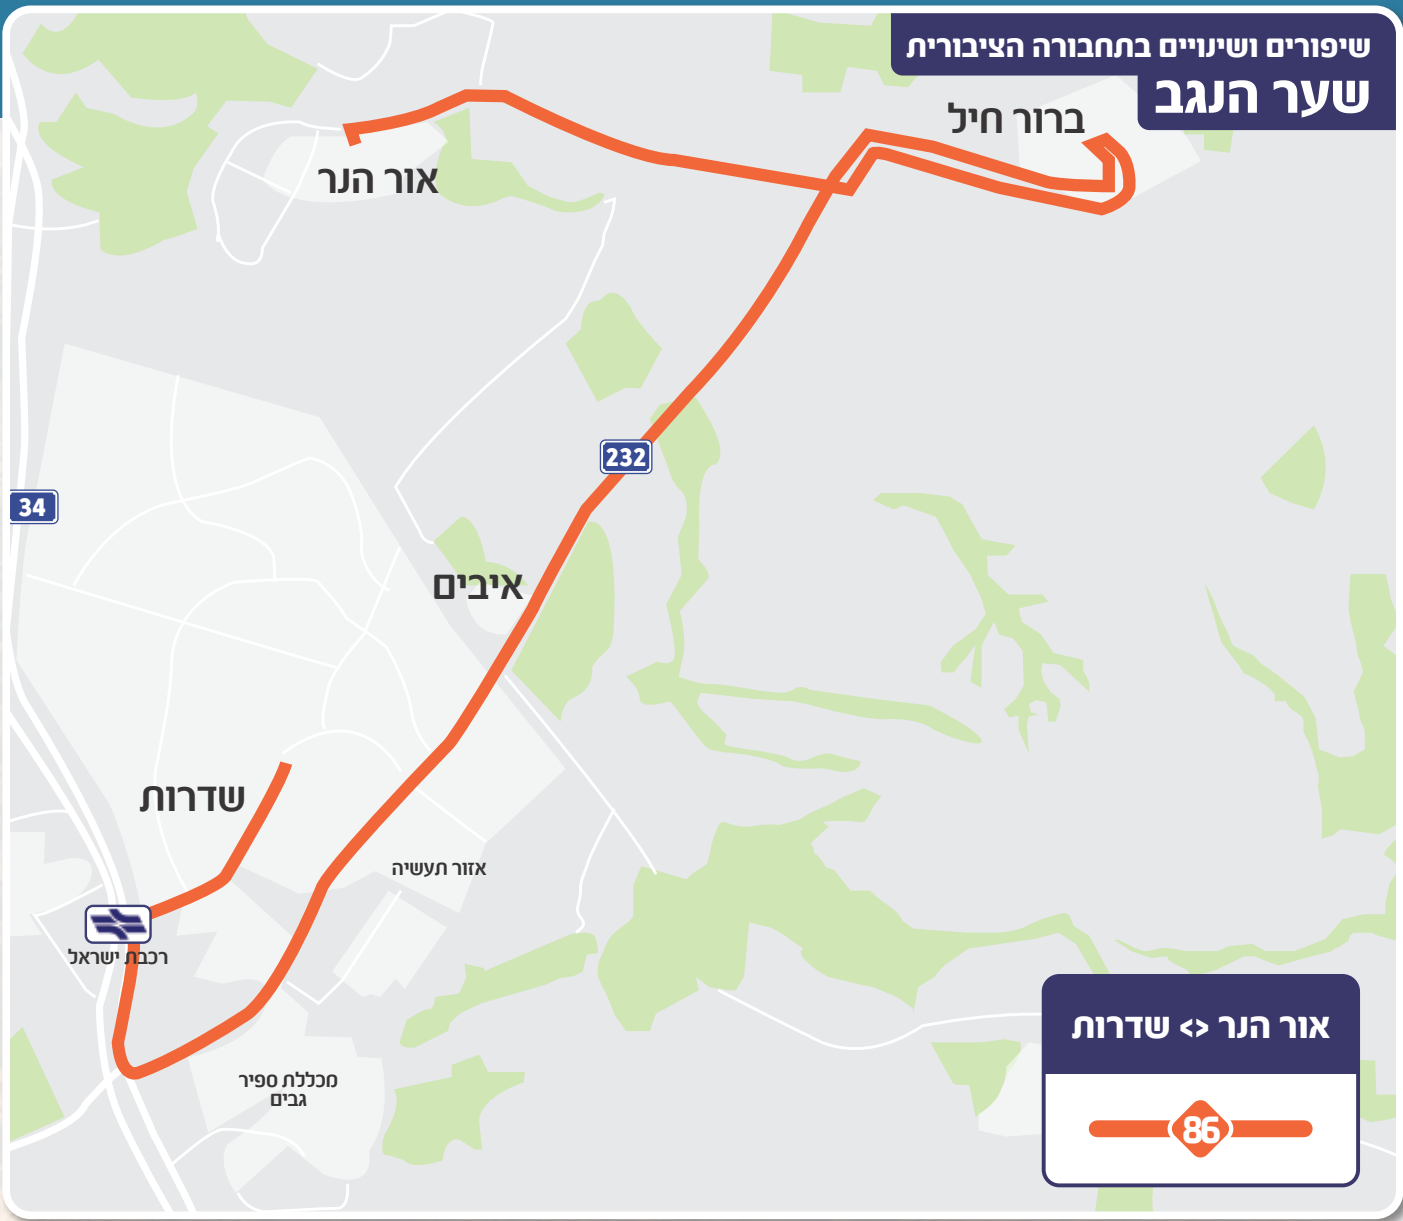 שיפורים ושינויים בתחבורה הציבורית
שער הנגב
ברור חיל
אור הנר
232
34
איבים
שדרות
אזור תעשיה
רכבת ישראל
מכללת ספיר
גבים
אור הנר <> שדרות
86